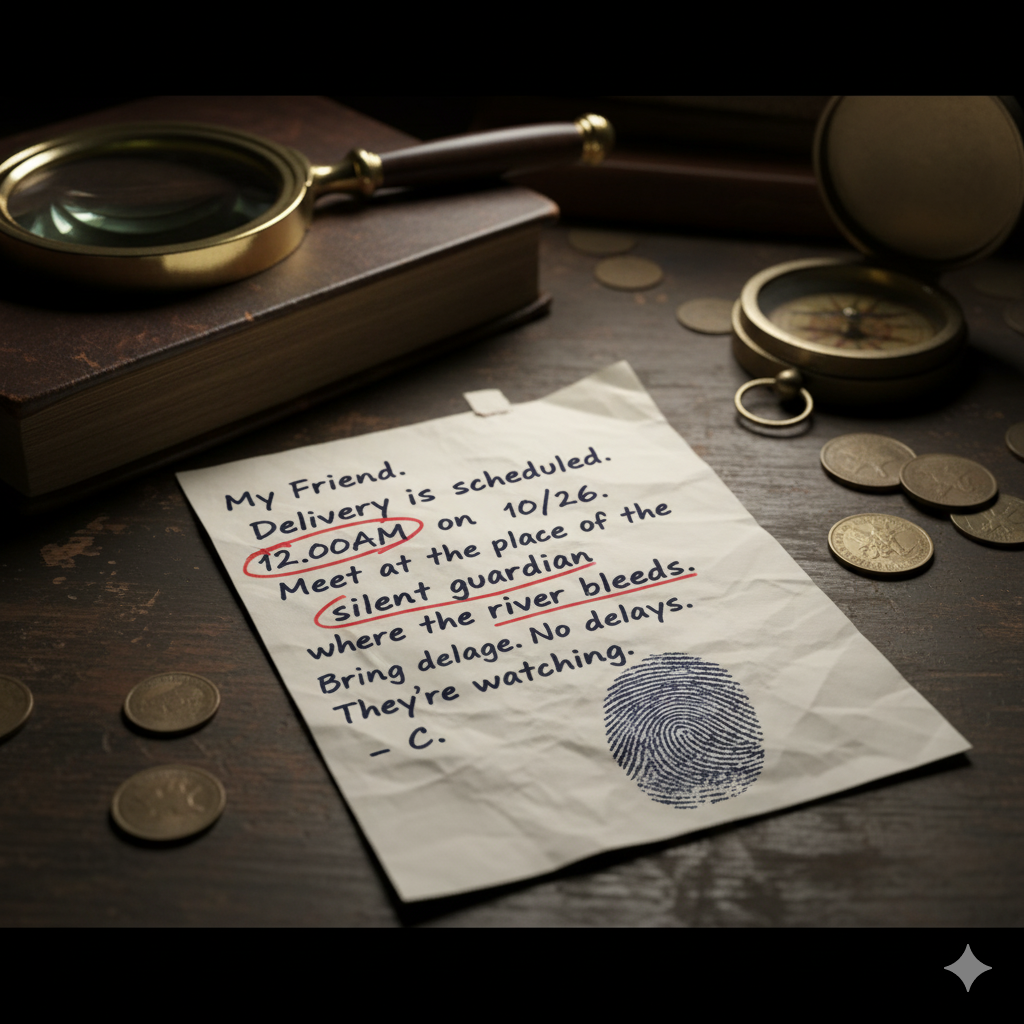 My Friend.
Delivery is scheduled.
12.00AM on 10/26.
Meet at the place of the
silent guardian
where the river bleeds.
Bring delage. No delays.
They're watching.
- C.